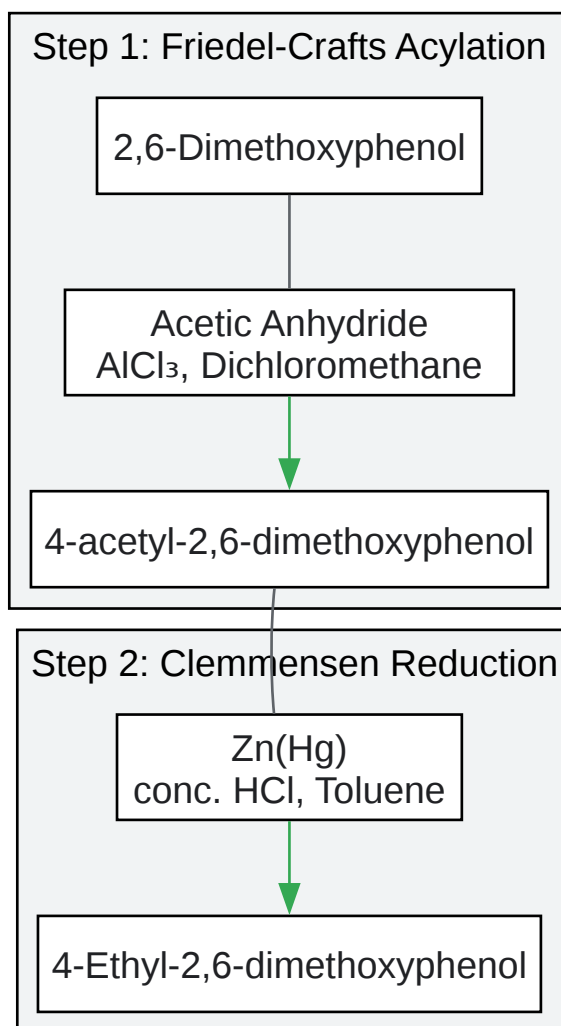 Step 1: Friedel-Crafts Acylation
2,6-Dimethoxyphenol
Acetic Anhydride
AlCl₃, Dichloromethane
4-acetyl-2,6-dimethoxyphenol
Step 2: Clemmensen Reduction
Zn(Hg)
conc. HCl, Toluene
4-Ethyl-2,6-dimethoxyphenol